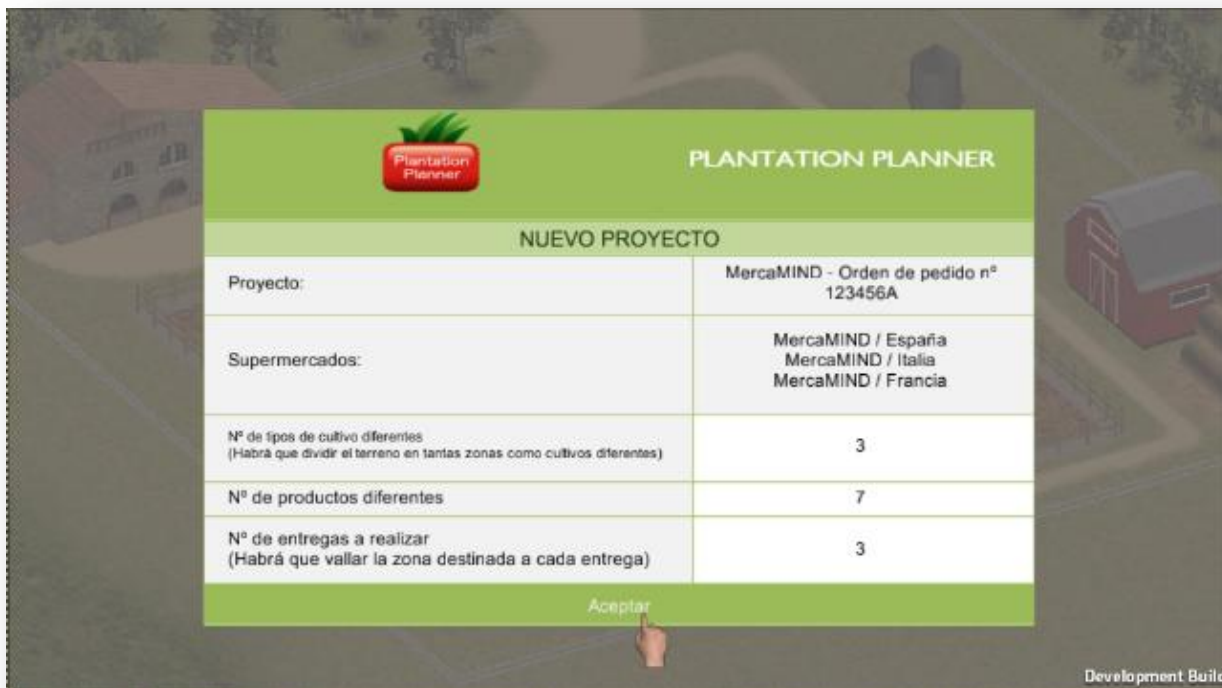 Plantation
Planner
PLANTATION PLANNER
NUEVO PROYECTO
Proyecto:
MercaMIND - Orden de pedido nº
123456A
Supermercados:
MercaMIND / España
MercaMIND / Italia
MercaMIND / Francia
Nº de tipos de cultivo diferentes
(Habrá que dividir el terreno en tantas zonas como cultivos diferentes)
3
Nº de productos diferentes
7
Nº de entregas a realizar
(Habrá que vallar la zona destinada a cada entrega)
3
Aceptar
Development Build